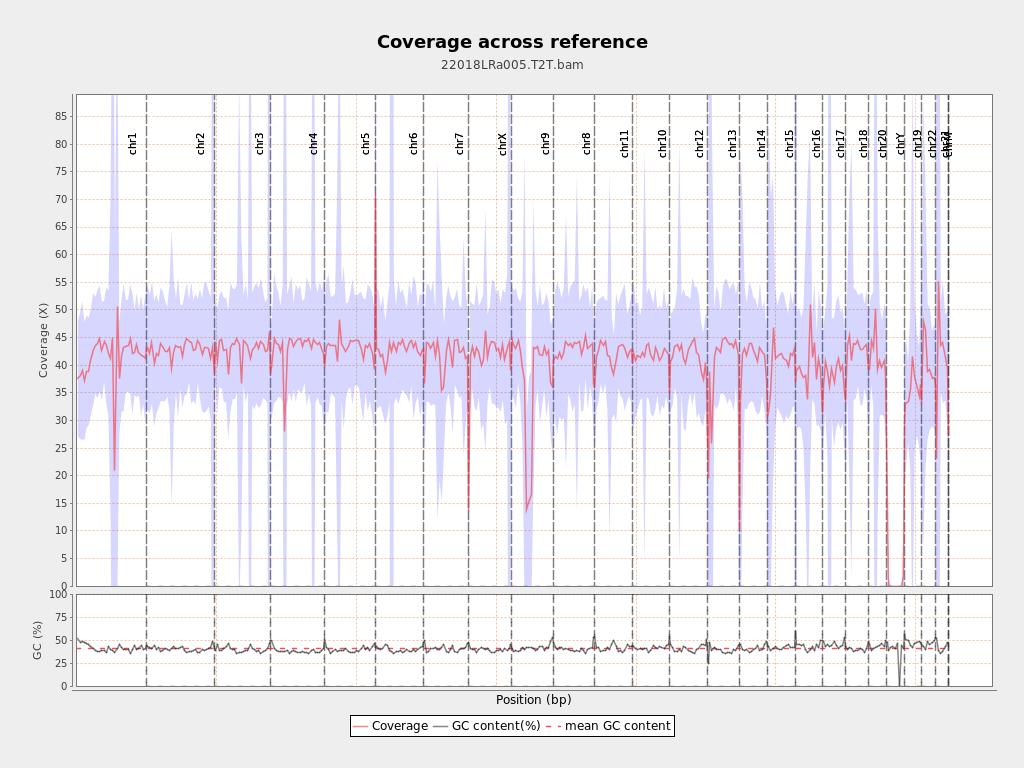 Coverage across reference
22018LRa005.T2T.bam
Coverage (X)
85
80
75
70
65
60
55
50
45
40
35
30
25
20
15
10
5
0
chr1
chr2
chr3
chr4
chr5
chr6
chr7
chrX
chr9
chr8
chr11
chr10
chr12
chr13
chr14
chr15
chr16
chr17
chr18
chr20
chrY
chr19
chr22
GC (%)
100
75
50
25
0
Position (bp)
Coverage
GC content(%)
mean GC content